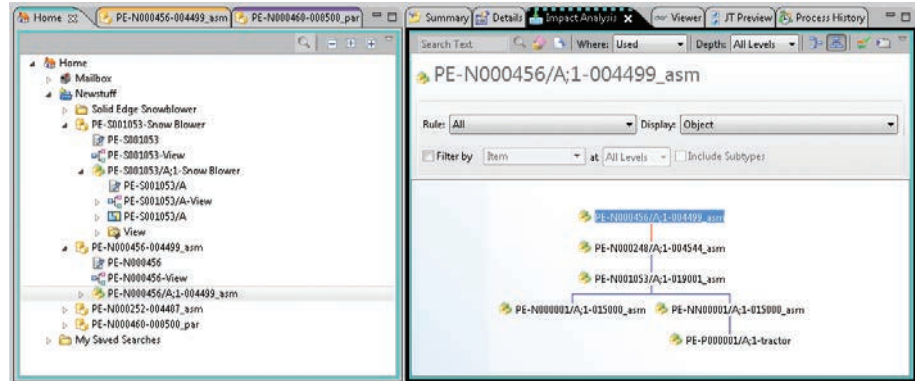 Home PE-N000456-004499_asm PE-N000460-000500_par
Home
Mailbox
Newstuff
Solid Edge Snowblower
PE-S001053-Snow Blower
PE-S001053
PE-S001053-View
PE-S001053/A;1-Snow Blower
PE-S001053/A
PE-S001053/A-View
PE-S001053/A
View
PE-N000456-004499_asm
PE-N000456
PE-N000456-View
PE-N000456/A;1-004499_asm
PE-N000252-004487_asm
PE-N000460-000500_par
My Saved Searches
Summary Details Impact Analysis Viewer JT Preview Process History
Search Text Where: Used Depth: All Levels
PE-N000456/A;1-004499_asm
Rule: All Display: Object
Filter by Item at All Levels Include Subtypes
PE-N000456/A;1-004499_asm
PE-N000248/A;1-004544_asm
PE-N001053/A;1-019001_asm
PE-N000001/A;1-015000_asm PE-NN00001/A;1-015000_asm
PE-P000001/A;1-tractor